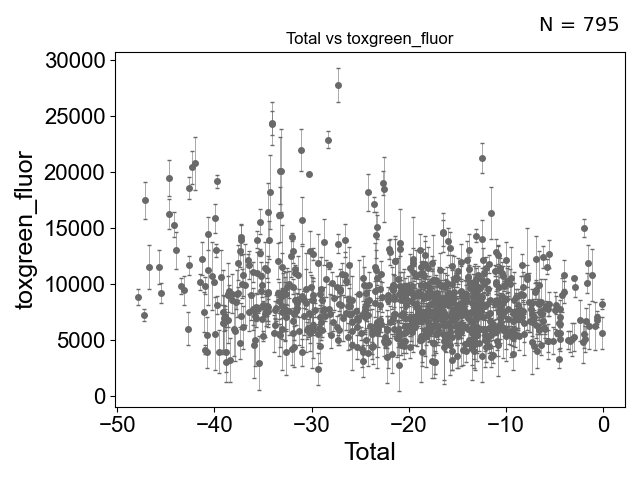 N = 795
Total vs toxgreen_fluor
30000
25000
20000
15000
10000
5000
0
toxgreen_fluor
−50 −40 −30 −20 −10 0
Total